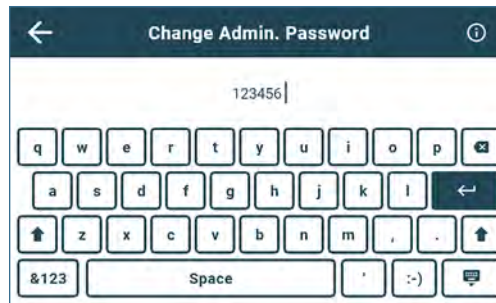 Change Admin. Password
123456
q w e r t y u i o p
a s d f g h j k l
z x c v b n m , .
&123 Space ' :-)